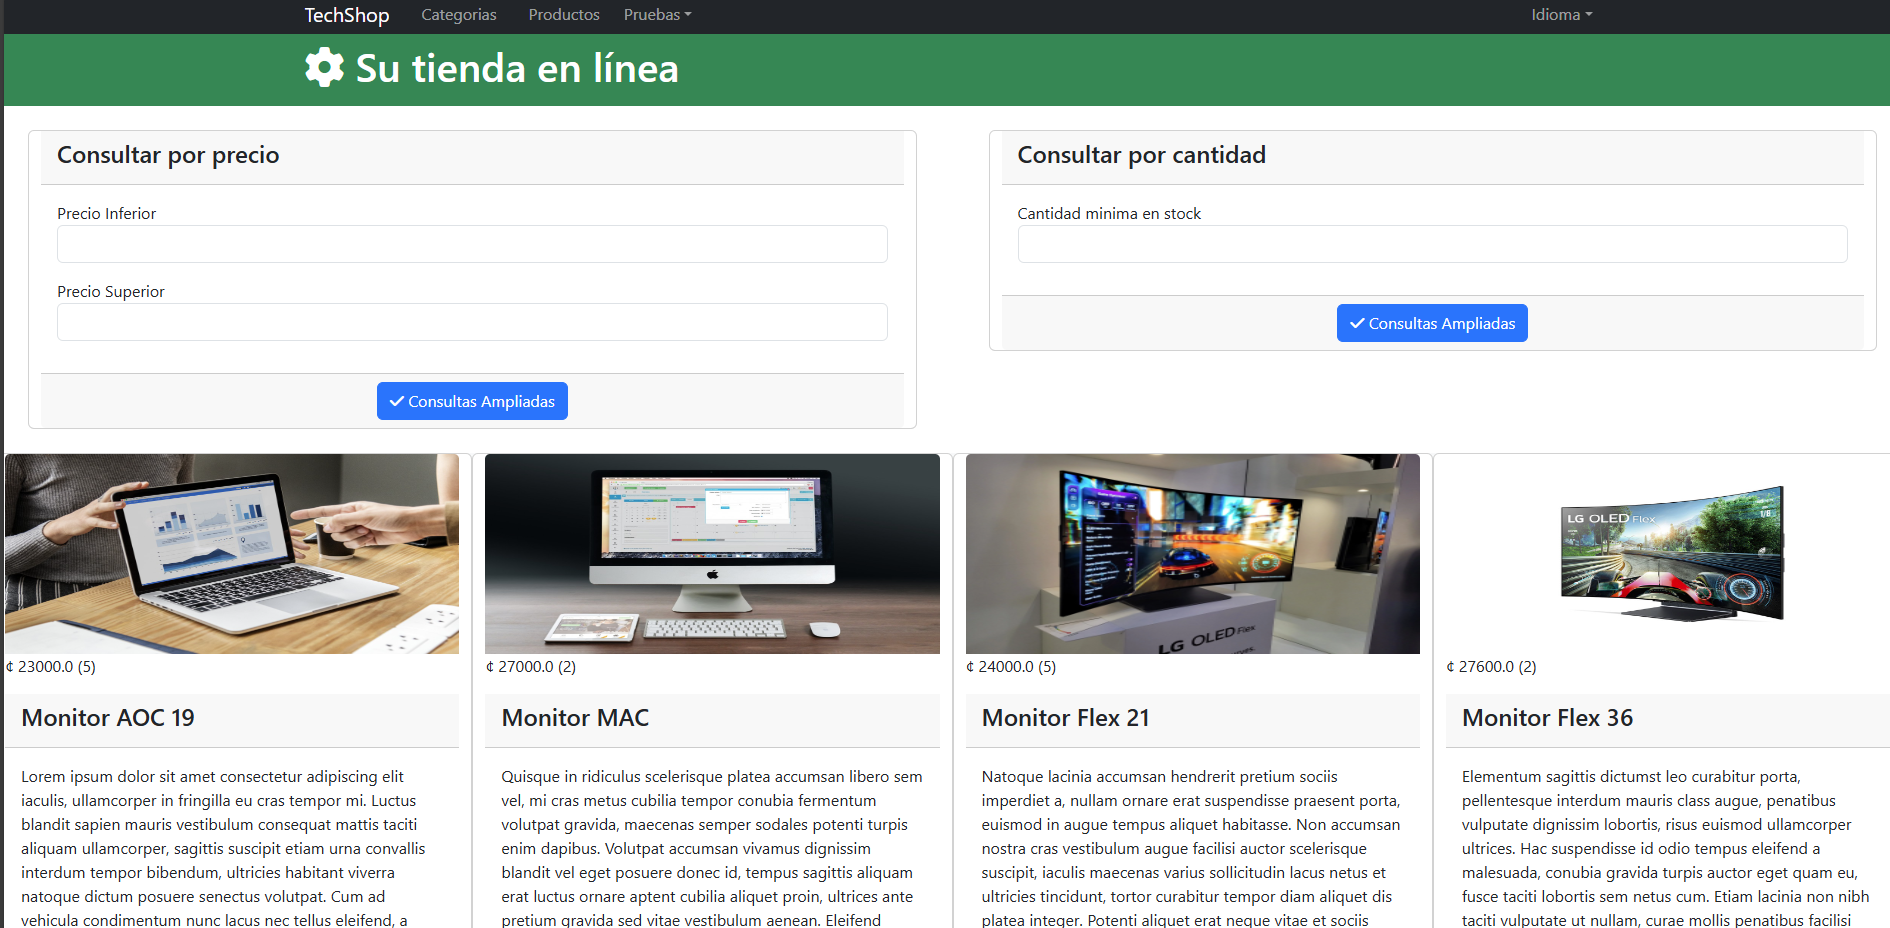 TechShop Categorias Productos Pruebas Idioma
Su tienda en línea
Consultar por precio
Precio Inferior
Precio Superior
Consultas Ampliadas
Consultar por cantidad
Cantidad minima en stock
Consultas Ampliadas
LG OLED Flex
LG OLED Flex
1/8
¢ 23000.0 (5)
Monitor AOC 19
Lorem ipsum dolor sit amet consectetur adipiscing elit
iaculis, ullamcorper in fringilla eu cras tempor mi. Luctus
blandit sapien mauris vestibulum consequat mattis taciti
aliquam ullamcorper, sagittis suscipit etiam urna convallis
interdum tempor bibendum, ultricies habitant viverra
natoque dictum posuere senectus volutpat. Cum ad
vehicula condimentum nunc lacus nec tellus eleifend, a
¢ 27000.0 (2)
Monitor MAC
Quisque in ridiculus scelerisque platea accumsan libero sem
vel, mi cras metus cubilia tempor conubia fermentum
volutpat gravida, maecenas semper sodales potenti turpis
enim dapibus. Volutpat accumsan vivamus dignissim
blandit vel eget posuere donec id, tempus sagittis aliquam
erat luctus ornare aptent cubilia aliquet proin, ultrices ante
pretium gravida sed vitae vestibulum aenean. Eleifend
¢ 24000.0 (5)
Monitor Flex 21
Natoque lacinia accumsan hendrerit pretium sociis
imperdiet a, nullam ornare erat suspendisse praesent porta,
euismod in augue tempus aliquet habitasse. Non accumsan
nostra cras vestibulum augue facilisi auctor scelerisque
suscipit, iaculis maecenas varius sollicitudin lacus netus et
ultricies tincidunt, tortor curabitur tempor diam aliquet dis
platea integer. Potenti aliquet erat neque vitae et sociis
¢ 27600.0 (2)
Monitor Flex 36
Elementum sagittis dictumst leo curabitur porta,
pellentesque interdum mauris class augue, penatibus
vulputate dignissim lobortis, risus euismod ullamcorper
ultrices. Hac suspendisse id odio tempus eleifend a
malesuada, conubia gravida turpis auctor eget quam eu,
fusce taciti lobortis sem netus cum. Etiam lacinia non nibh
taciti vulputate ut nullam, curae mollis penatibus facilisi